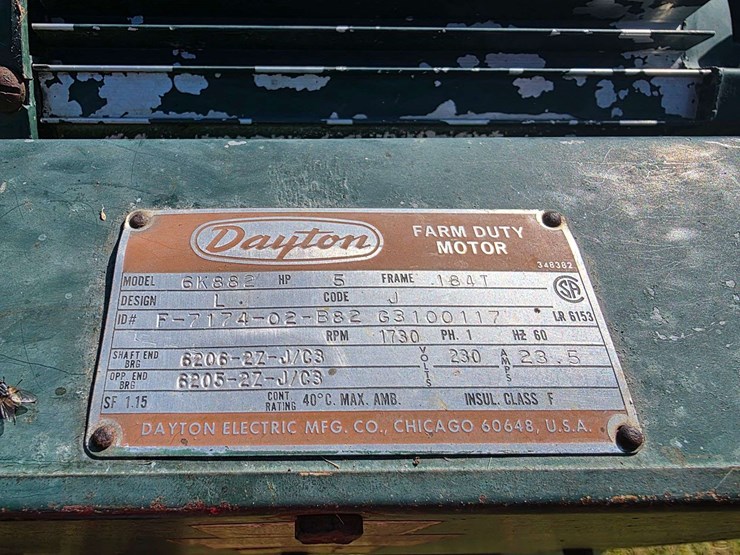 Dayton
FARM DUTY
MOTOR
348382
MODEL 6K882 HP 5 FRAME 184T
DESIGN L CODE J
SA
ID# F-7174-02-B82 G3100117 LR 6153
RPM 1730 PH. 1 HZ 60
SHAFT END BRG 6206-2Z-J/C3 VOLTS 230 AMPS 23.5
OPP. END BRG 6205-2Z-J/C3
SF 1.15 CONT. RATING 40°C. MAX. AMB. INSUL. CLASS F
DAYTON ELECTRIC MFG. CO., CHICAGO 60648, U.S.A.